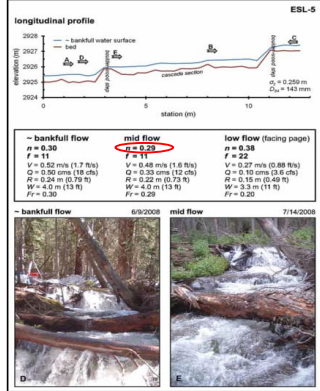 ESL-5
longitudinal profile
~ bankfull water surface
bed
elevation (m)
2928
2927
2926
2925
2924
A
D
E
B
C
step-pool step
cascade section
step-pool step
σz = 0.259 m
D84 = 143 mm
0
5
10
station (m)
~ bankfull flow
n = 0.30
f = 11
V = 0.52 m/s (1.7 ft/s)
Q = 0.50 cms (18 cfs)
R = 0.24 m (0.79 ft)
W = 4.0 m (13 ft)
Fr = 0.30
mid flow
n = 0.29
f = 11
V = 0.48 m/s (1.6 ft/s)
Q = 0.33 cms (12 cfs)
R = 0.22 m (0.73 ft)
W = 4.0 m (13 ft)
Fr = 0.29
low flow (facing page)
n = 0.38
f = 22
V = 0.27 m/s (0.88 ft/s)
Q = 0.10 cms (3.6 cfs)
R = 0.15 m (0.49 ft)
W = 3.3 m (11 ft)
Fr = 0.20
~ bankfull flow 6/9/2008
mid flow 7/14/2008
D
E